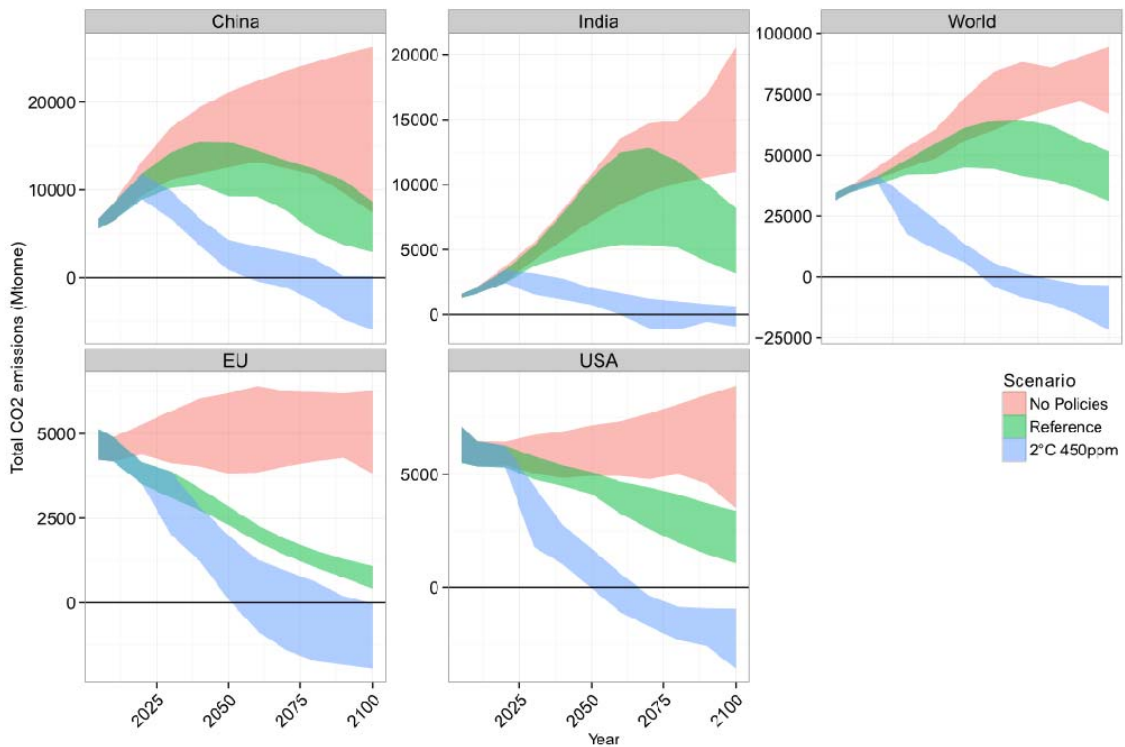 China
India
World
20000
10000
0
20000
15000
10000
5000
0
100000
75000
50000
25000
0
-25000
EU
USA
5000
2500
0
5000
0
Total CO2 emissions (Mtonne)
2025
2050
2075
2100
2025
2050
2075
2100
Year
Scenario
No Policies
Reference
2°C 450ppm